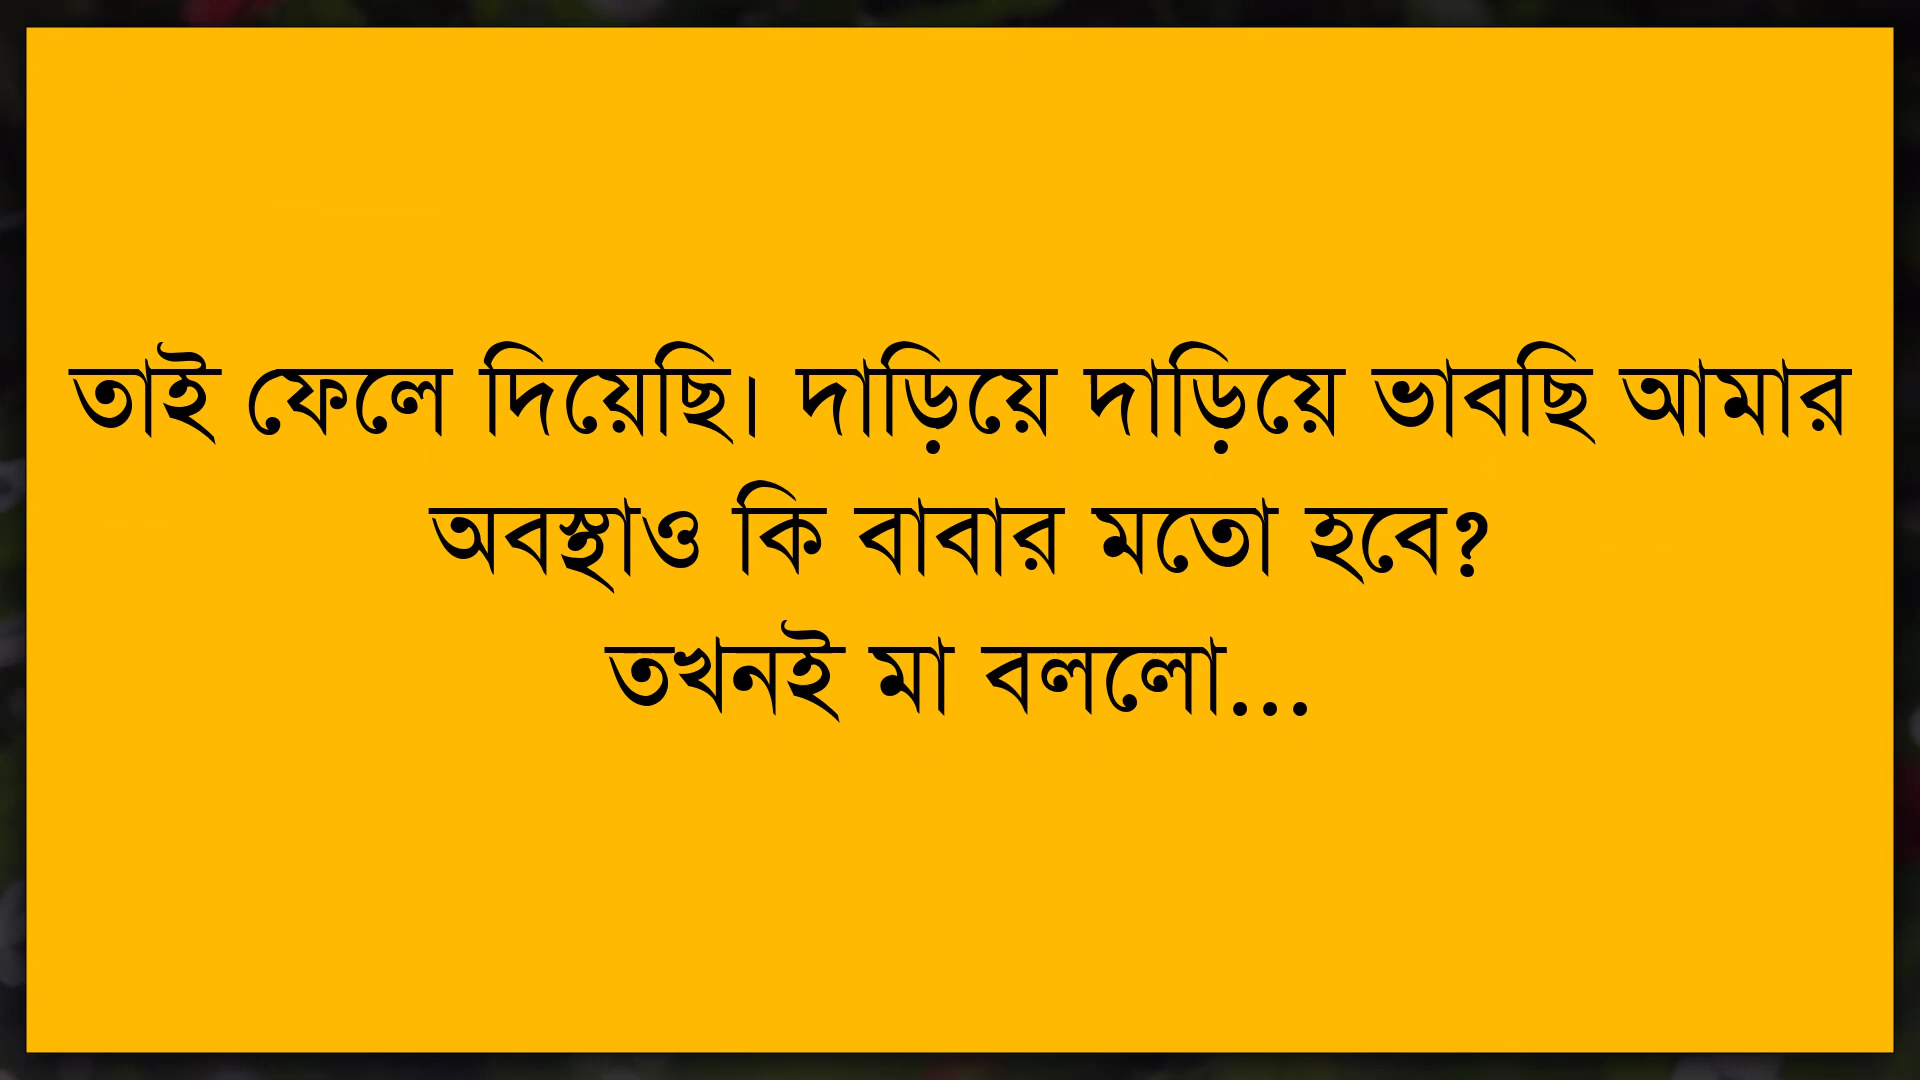 তাই ফেলে দিয়েছি। দাড়িয়ে দাড়িয়ে ভাবছি আমার
অবস্থাও কি বাবার মতো হবে?
তখনই মা বললো...